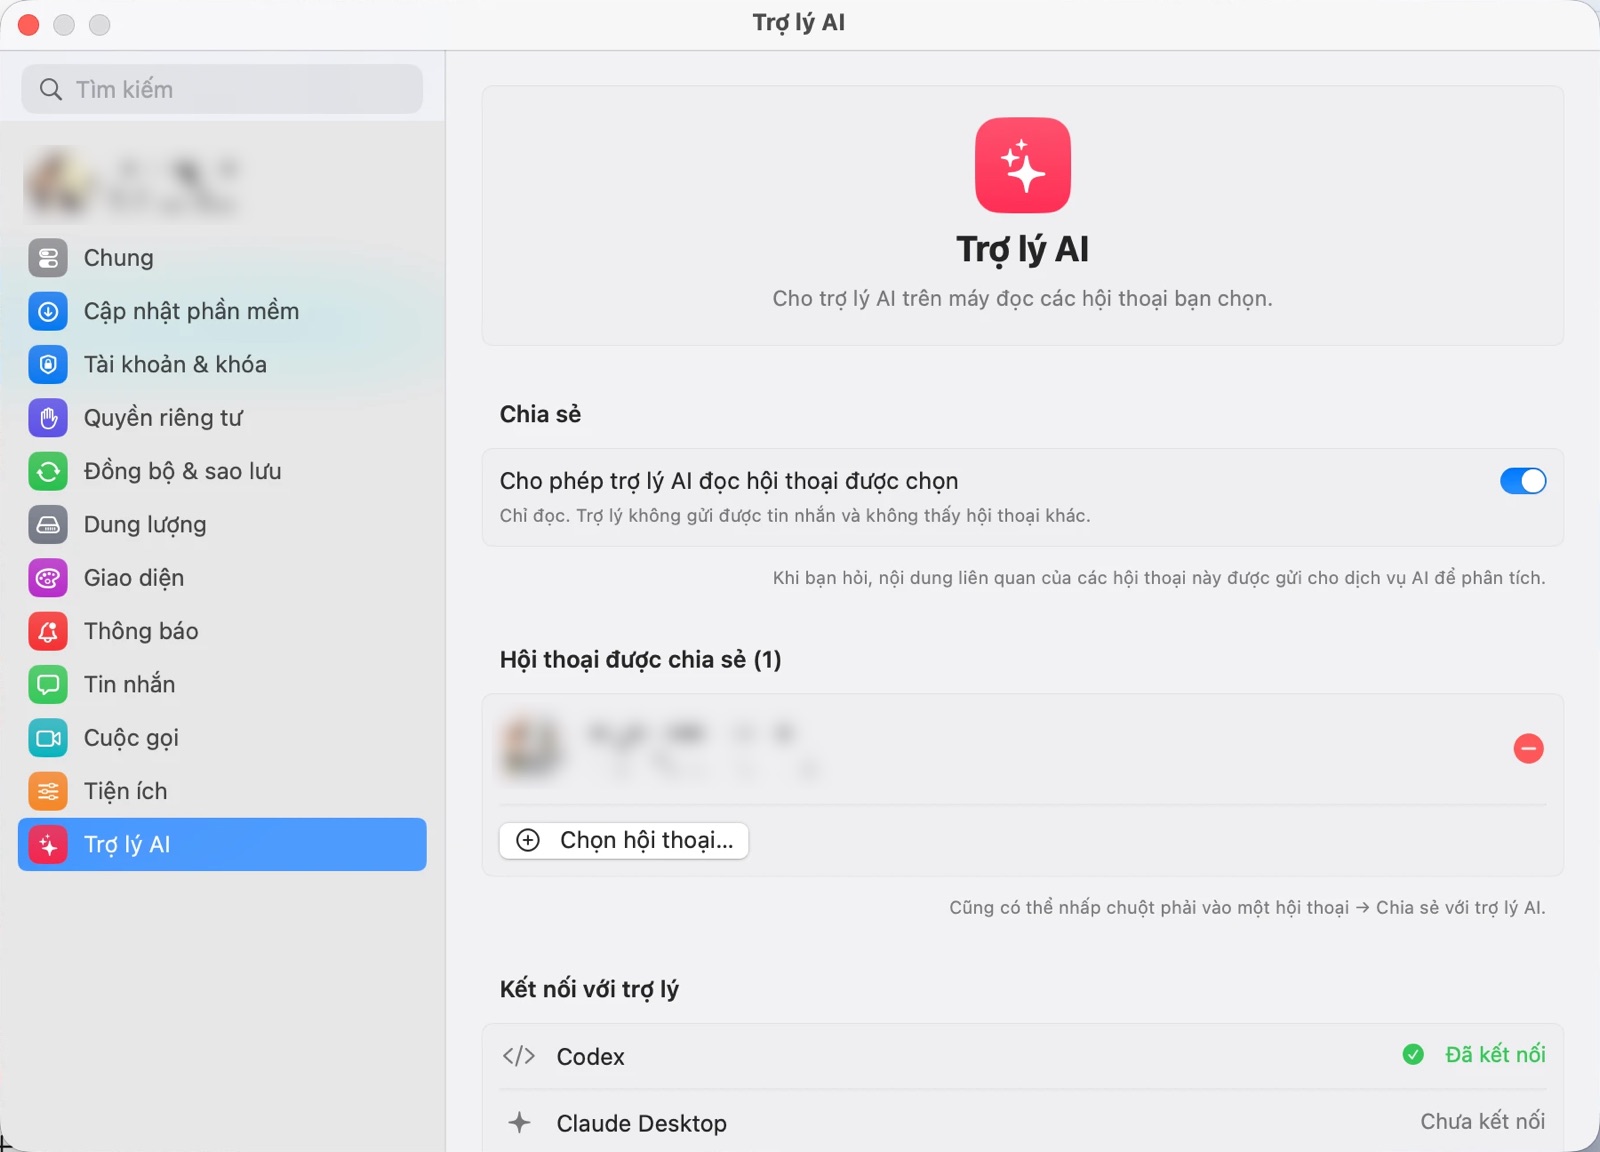 Trợ lý AI
Tìm kiếm
Chung
Cập nhật phần mềm
Tài khoản & khóa
Quyền riêng tư
Đồng bộ & sao lưu
Dung lượng
Giao diện
Thông báo
Tin nhắn
Cuộc gọi
Tiện ích
Trợ lý AI
Trợ lý AI
Cho trợ lý AI trên máy đọc các hội thoại bạn chọn.
Chia sẻ
Cho phép trợ lý AI đọc hội thoại được chọn
Chỉ đọc. Trợ lý không gửi được tin nhắn và không thấy hội thoại khác.
Khi bạn hỏi, nội dung liên quan của các hội thoại này được gửi cho dịch vụ AI để phân tích.
Hội thoại được chia sẻ (1)
Chọn hội thoại...
Cũng có thể nhấp chuột phải vào một hội thoại → Chia sẻ với trợ lý AI.
Kết nối với trợ lý
Codex
Đã kết nối
Claude Desktop
Chưa kết nối